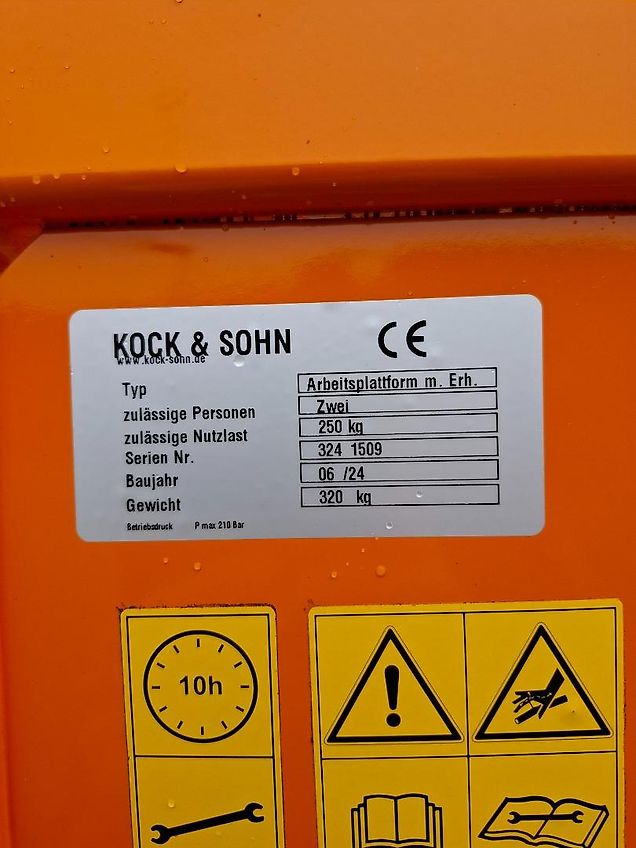 KOCK & SOHN CE
www.kock-sohn.de
Typ Arbeitsplattform m. Erh.
zulässige Personen Zwei
zulässige Nutzlast 250 kg
Serien Nr. 324 1509
Baujahr 06 /24
Gewicht 320 kg
Betriebsdruck P max 210 Bar
10h